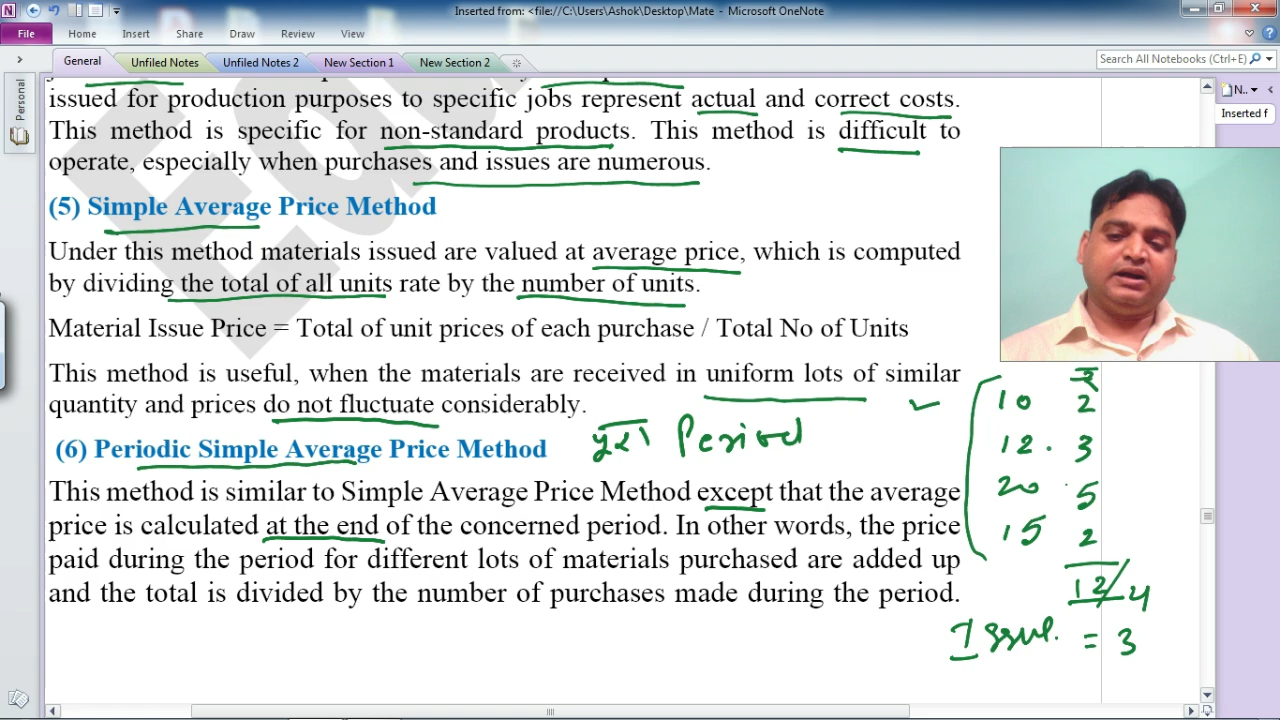 Inserted from: <file://C:\Users\Ashok\Desktop\Mate - Microsoft OneNote
File Home Insert Share Draw Review View
General Unfiled Notes Unfiled Notes 2 New Section 1 New Section 2
Search All Notebooks (Ctrl+E)
N..
Personal
Inserted f
issued for production purposes to specific jobs represent actual and correct costs.
This method is specific for non-standard products. This method is difficult to
operate, especially when purchases and issues are numerous.
(5) Simple Average Price Method
Under this method materials issued are valued at average price, which is computed
by dividing the total of all units rate by the number of units.
Material Issue Price = Total of unit prices of each purchase / Total No of Units
This method is useful, when the materials are received in uniform lots of similar
quantity and prices do not fluctuate considerably.
(6) Periodic Simple Average Price Method
Period
This method is similar to Simple Average Price Method except that the average
price is calculated at the end of the concerned period. In other words, the price
paid during the period for different lots of materials purchased are added up
and the total is divided by the number of purchases made during the period.
₹
10 2
12 . 3
20 5
15 2
12/4
Issue. = 3